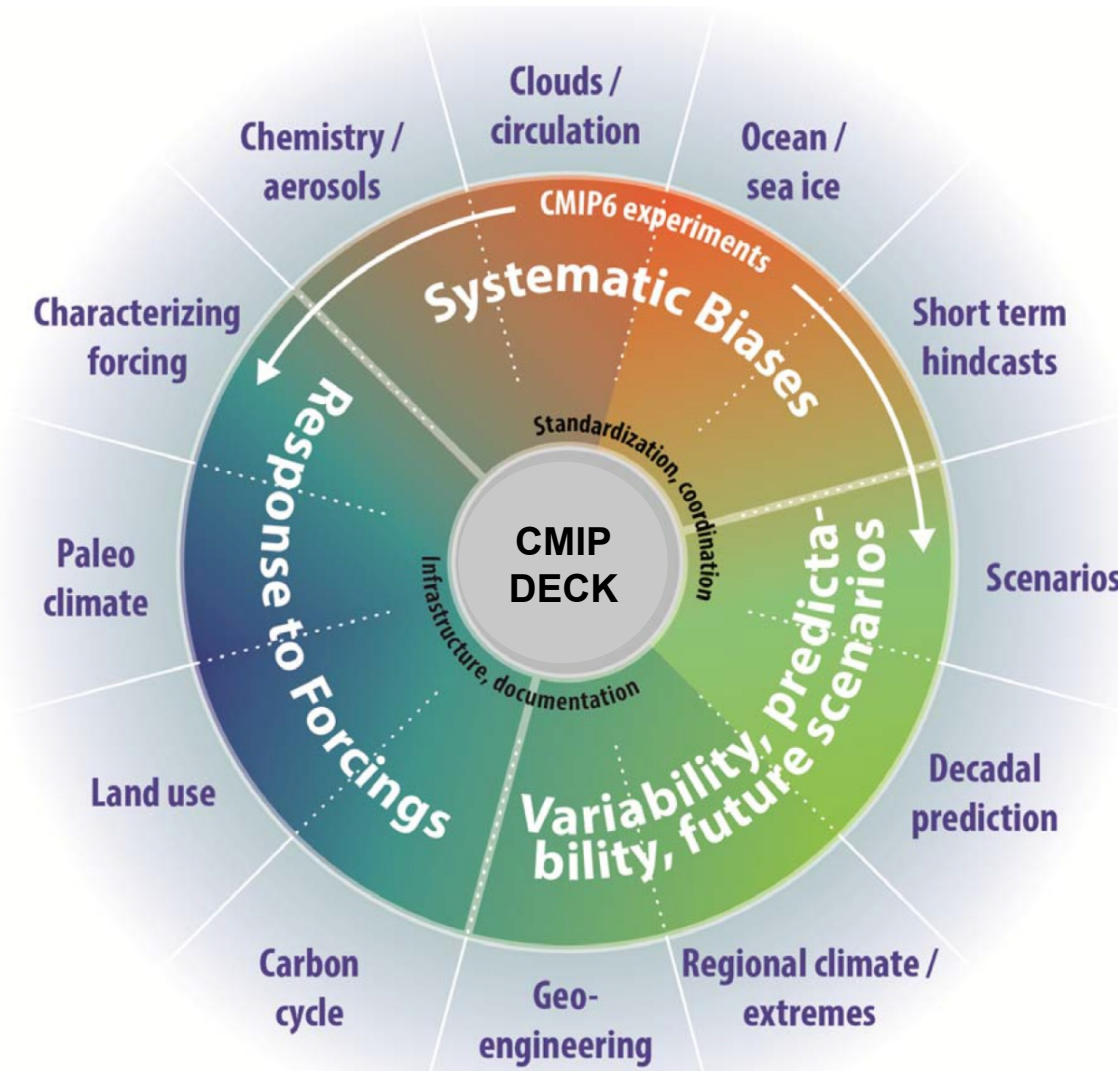 Clouds /
circulation
Chemistry /
aerosols
Ocean /
sea ice
CMIP6 experiments
Systematic Biases
Characterizing
forcing
Short term
hindcasts
Standardization, coordination
CMIP
DECK
Response to Forcings
Infrastructure, documentation
Variability, predicta-
bility, future scenarios
Paleo
climate
Scenarios
Land use
Decadal
prediction
Carbon
cycle
Geo-
engineering
Regional climate /
extremes